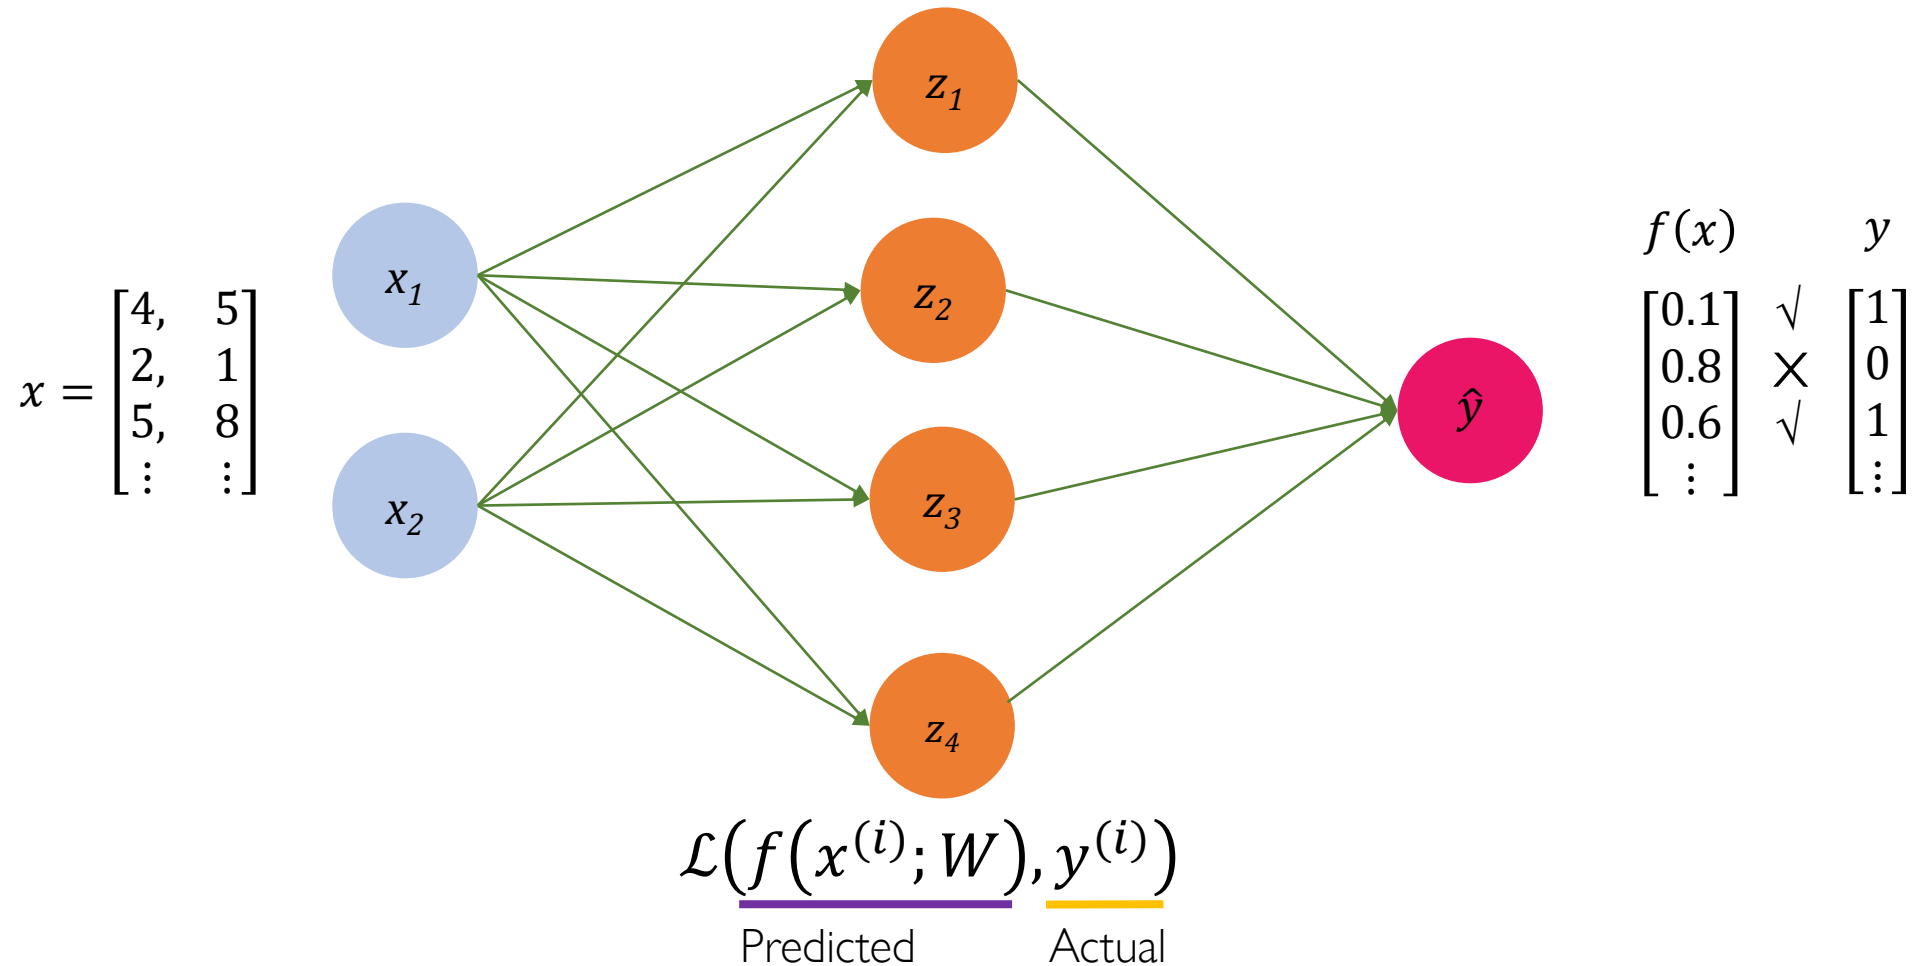 x = [4, 5
2, 1
5, 8
⋮ ⋮]
x₁
x₂
z₁
z₂
z₃
z₄
ŷ
f(x) y
[0.1] √ [1]
0.8 × 0
0.6 √ 1
⋮ ⋮
ℒ(f(x⁽ⁱ⁾; W), y⁽ⁱ⁾)
Predicted Actual